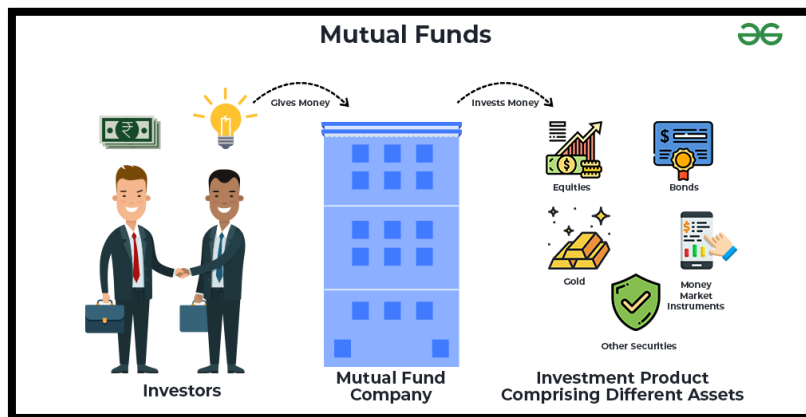 Mutual Funds
Gives Money
Invests Money
₹
$
$
Equities
Bonds
$
Gold
Money
Market
Instruments
Other Securities
Investors
Mutual Fund
Company
Investment Product
Comprising Different Assets